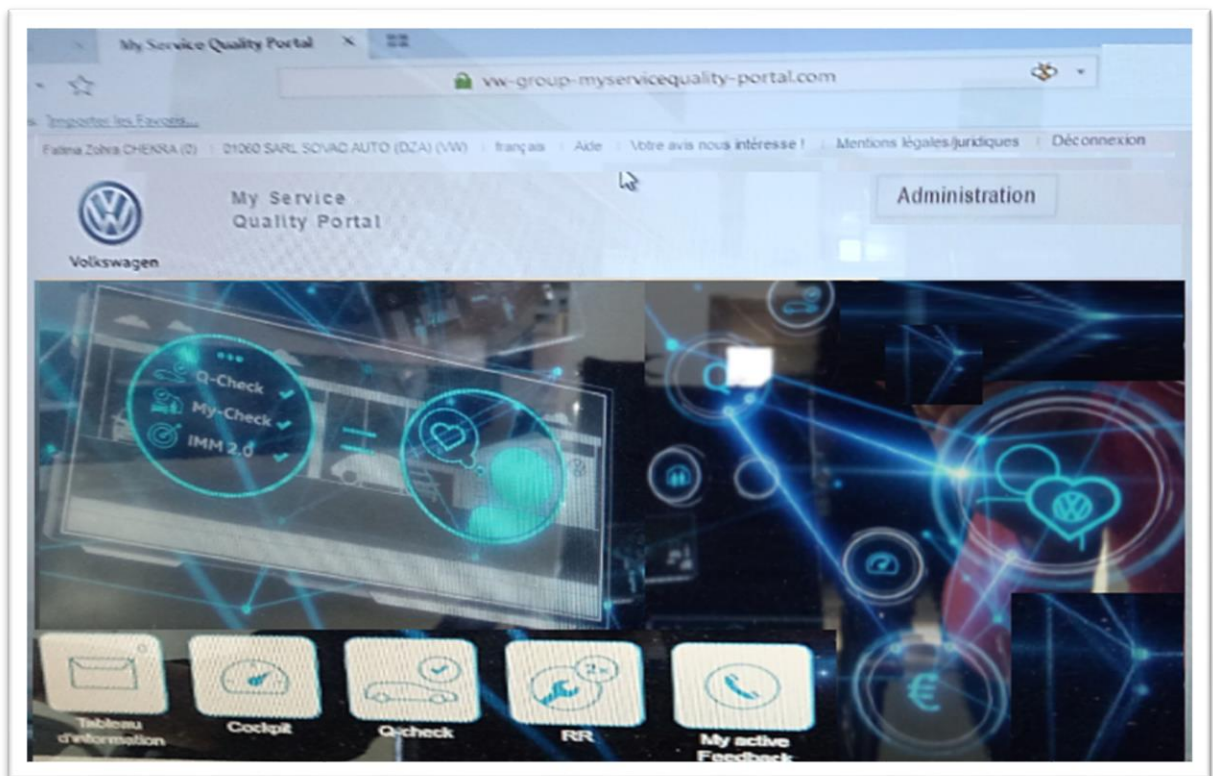 My Service Quality Portal
vw-group-myservicequality-portal.com
Importer les Favoris...
Fatima Zohra CHEKRA (2) 01060 SARL SOVAC AUTO (DZA) (VW) français Aide Votre avis nous intéresse ! Mentions légales/juridiques Déconnexion
My Service
Quality Portal
Administration
Volkswagen
Q-Check
My-Check
IMM 2.0
€
Tableau
d'information
Cockpit
Q-check
2x
RR
My active
Feedback